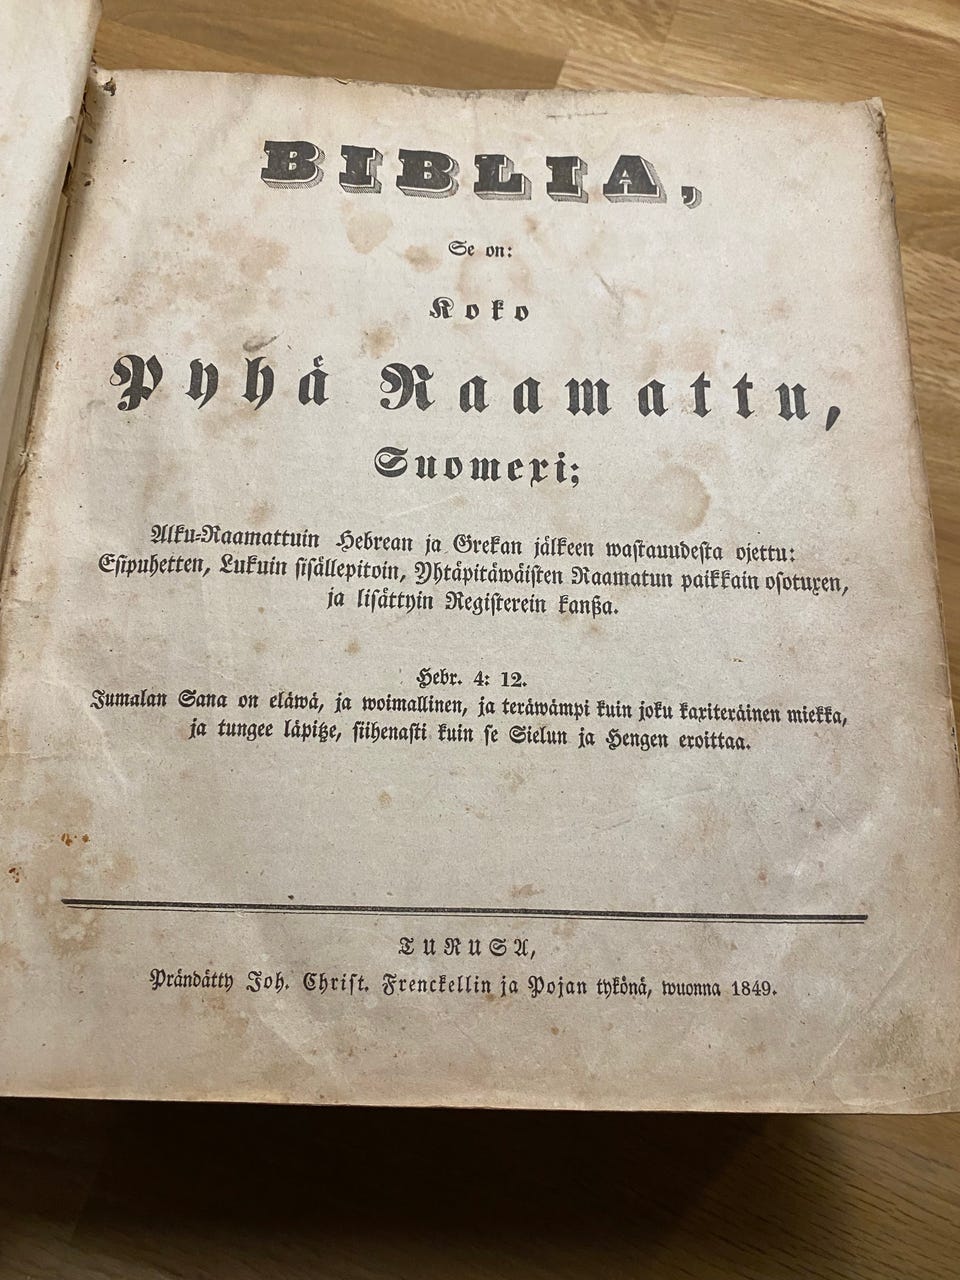 BIBLIA,
Se on:
Koko
Pyhä Raamattu,
Suomexi;
Alku-Raamattuin Hebrean ja Grekan jälkeen wastauudesta ojettu:
Esipuhetten, Lukuin sisällepitoin, Yhtäpitäwäisten Raamatun paikkain osotuxen,
ja lisättyin Registerein kanßa.
Hebr. 4: 12.
Jumalan Sana on eläwä, ja woimallinen, ja teräwämpi kuin joku kaxiteräinen miekka,
ja tungee läpitze, siihenasti kuin se Sielun ja Hengen eroittaa.
TURUSA,
Prändätty Joh. Christ. Frenckellin ja Pojan tykönä, wuonna 1849.